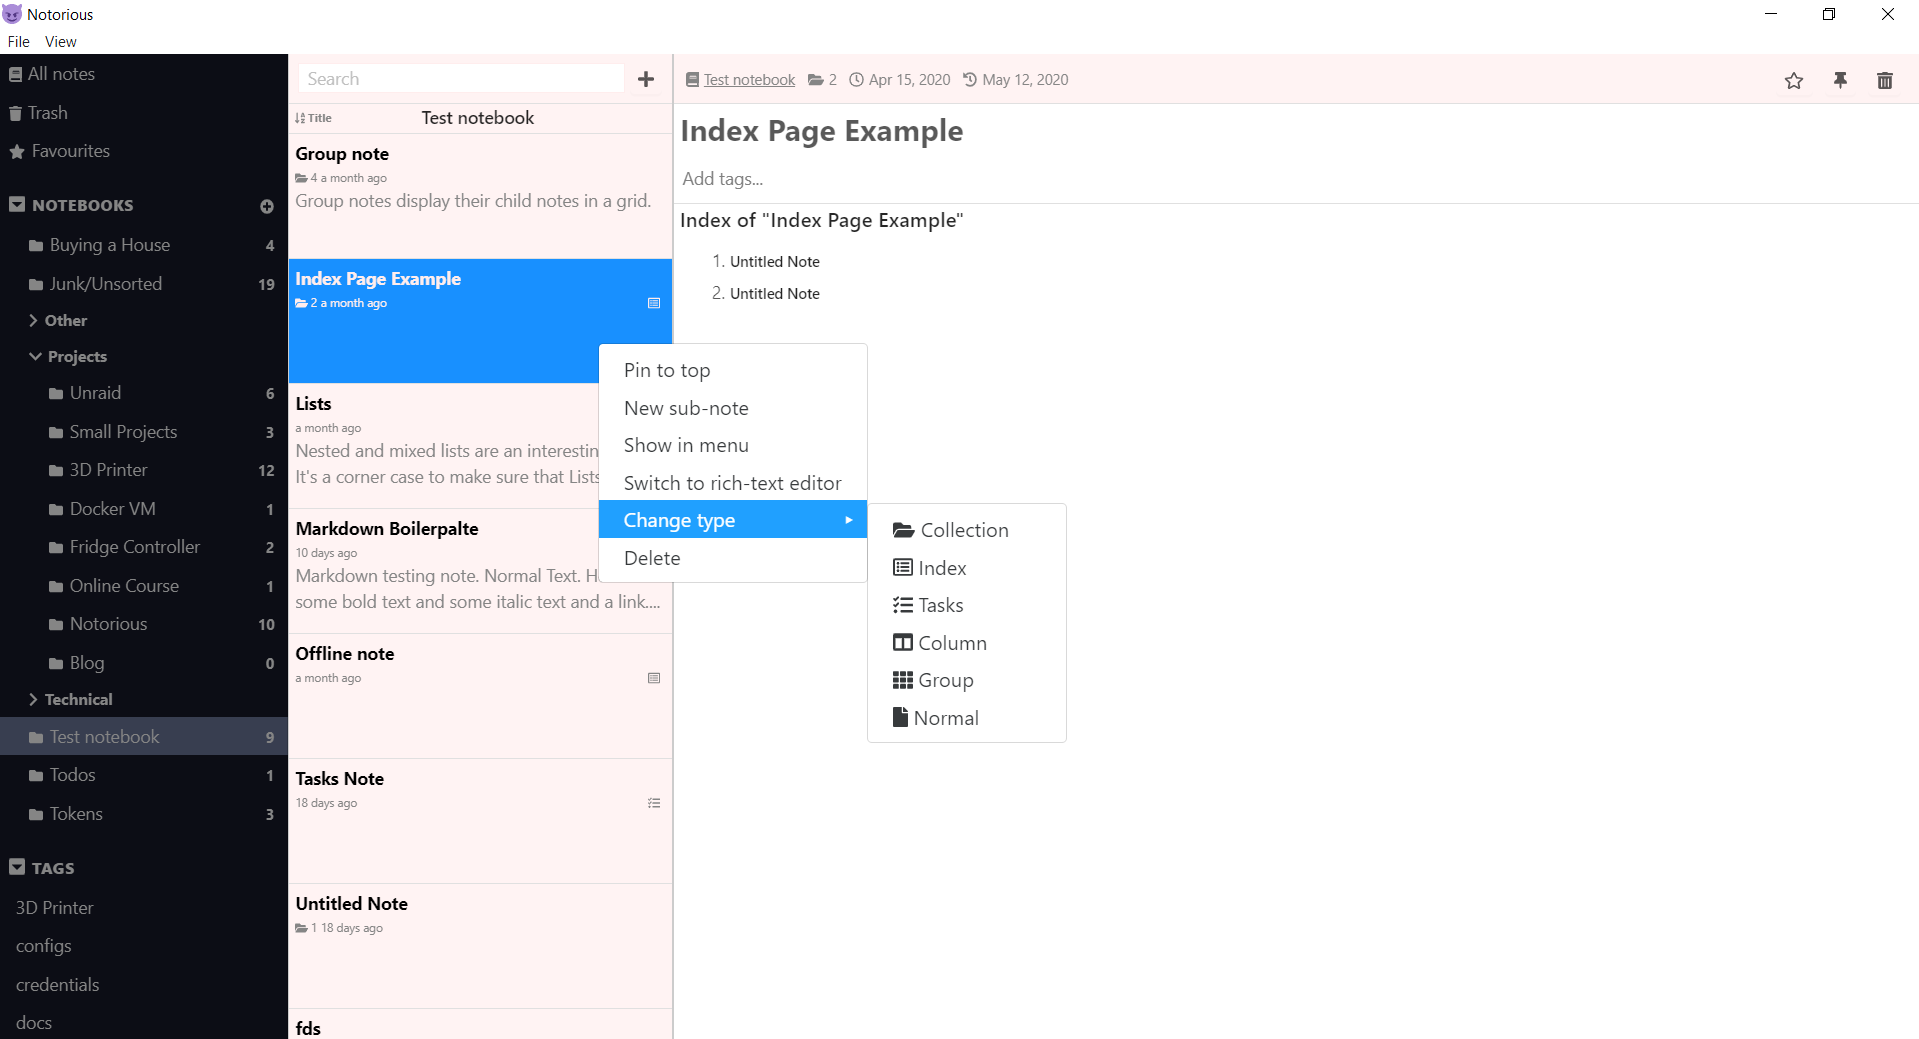 Notorious
File View
All notes
Trash
Favourites
NOTEBOOKS
Buying a House 4
Junk/Unsorted 19
Other
Projects
Unraid 6
Small Projects 3
3D Printer 12
Docker VM 1
Fridge Controller 2
Online Course 1
Notorious 10
Blog 0
Technical
Test notebook 9
Todos 1
Tokens 3
TAGS
3D Printer
configs
credentials
docs
Search
Title Test notebook
Group note
4 a month ago
Group notes display their child notes in a grid.
Index Page Example
2 a month ago
Lists
a month ago
Nested and mixed lists are an interestin
It's a corner case to make sure that Lists
Markdown Boilerpalte
10 days ago
Markdown testing note. Normal Text. H
some bold text and some italic text and a link....
Offline note
a month ago
Tasks Note
18 days ago
Untitled Note
1 18 days ago
fds
Test notebook 2 Apr 15, 2020 May 12, 2020
Index Page Example
Add tags...
Index of "Index Page Example"
1. Untitled Note
2. Untitled Note
Pin to top
New sub-note
Show in menu
Switch to rich-text editor
Change type
Delete
Collection
Index
Tasks
Column
Group
Normal